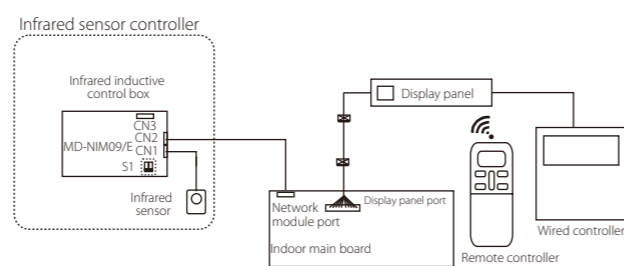 Infrared sensor controller
Infrared inductive
control box
CN3
CN2
MD-NIM09/E CN1
S1
Infrared
sensor
Display panel
Network
module port
Display panel port
Indoor main board
Remote controller
Wired controller